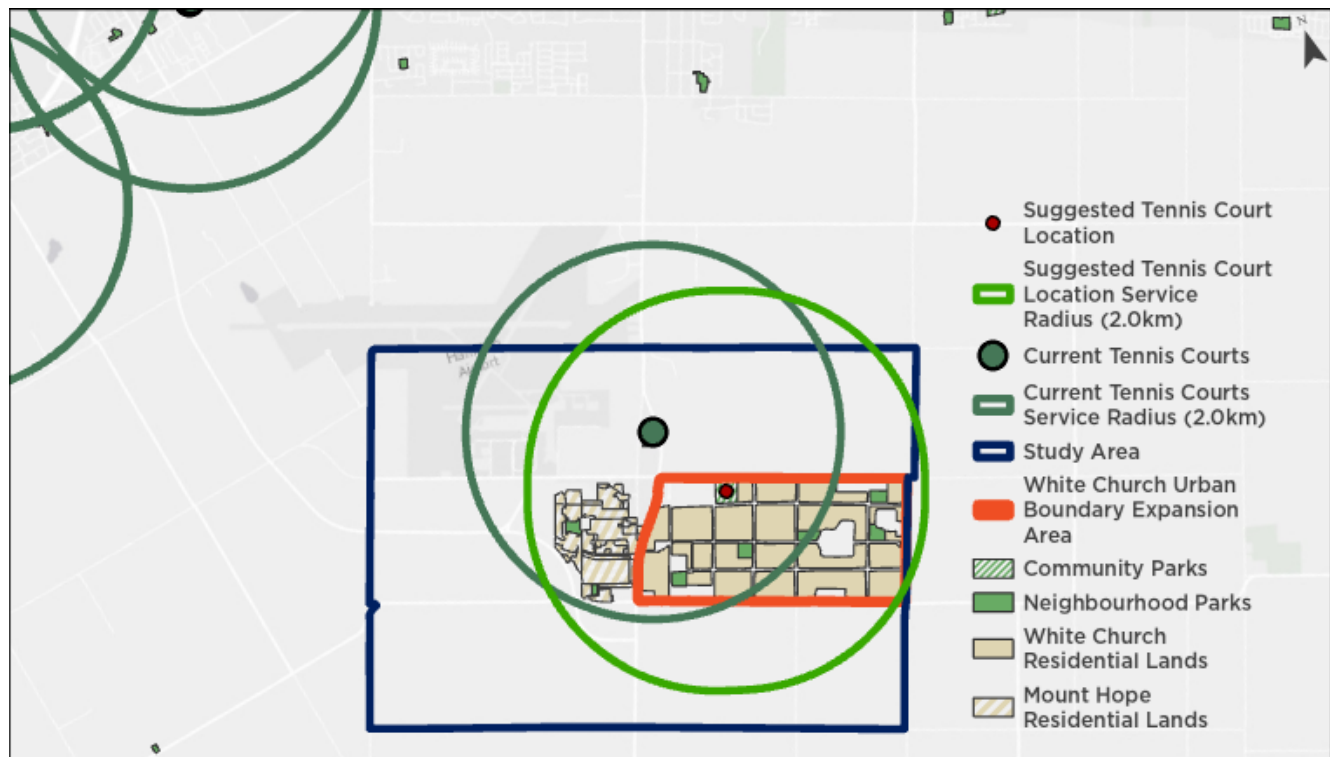 N
Suggested Tennis Court
Location
Suggested Tennis Court
Location Service
Radius (2.0km)
Current Tennis Courts
Current Tennis Courts
Service Radius (2.0km)
Study Area
White Church Urban
Boundary Expansion
Area
Community Parks
Neighbourhood Parks
White Church
Residential Lands
Mount Hope
Residential Lands
Airport